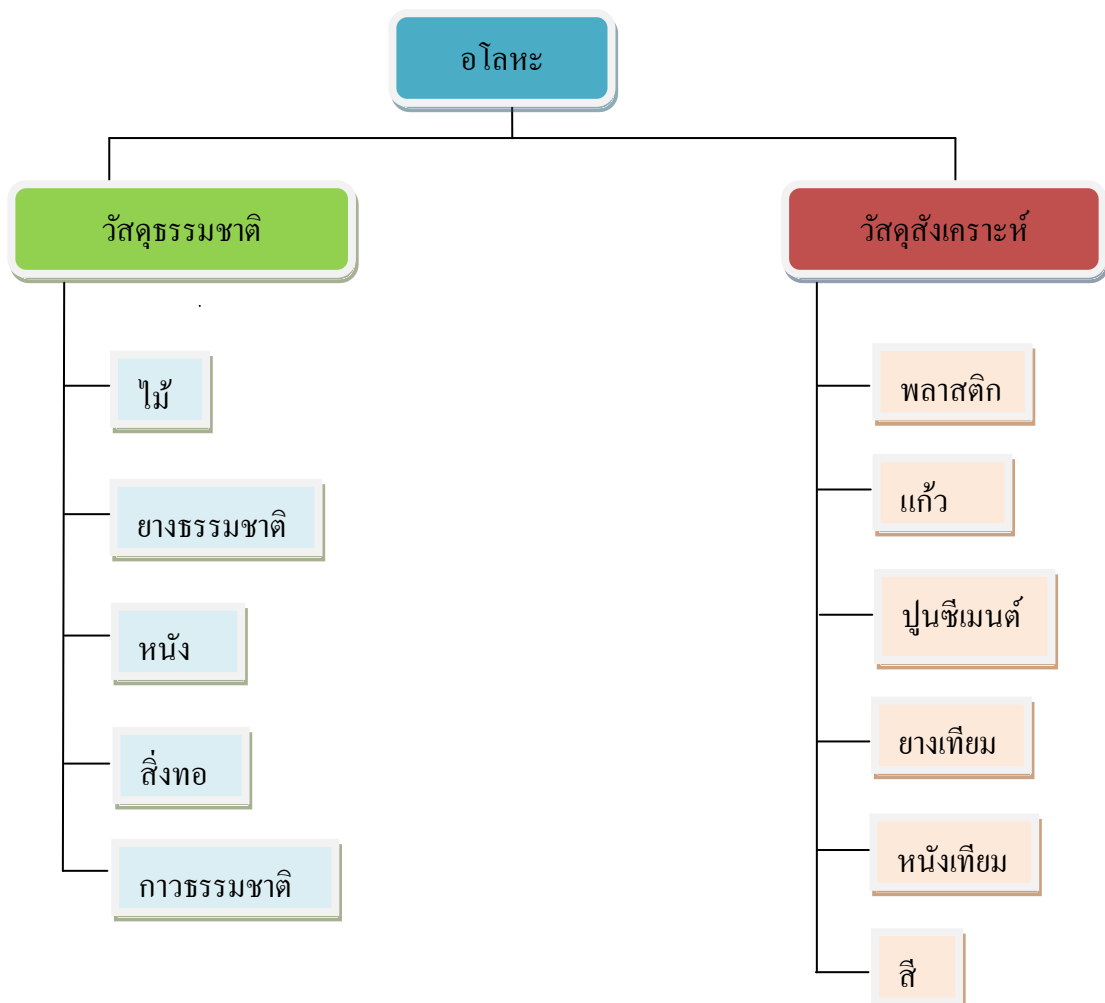 อโลหะ
วัสดุธรรมชาติ
ไม้
ยางธรรมชาติ
หนัง
สิ่งทอ
กาวธรรมชาติ
วัสดุสังเคราะห์
พลาสติก
แก้ว
ปูนซีเมนต์
ยางเทียม
หนังเทียม
สี